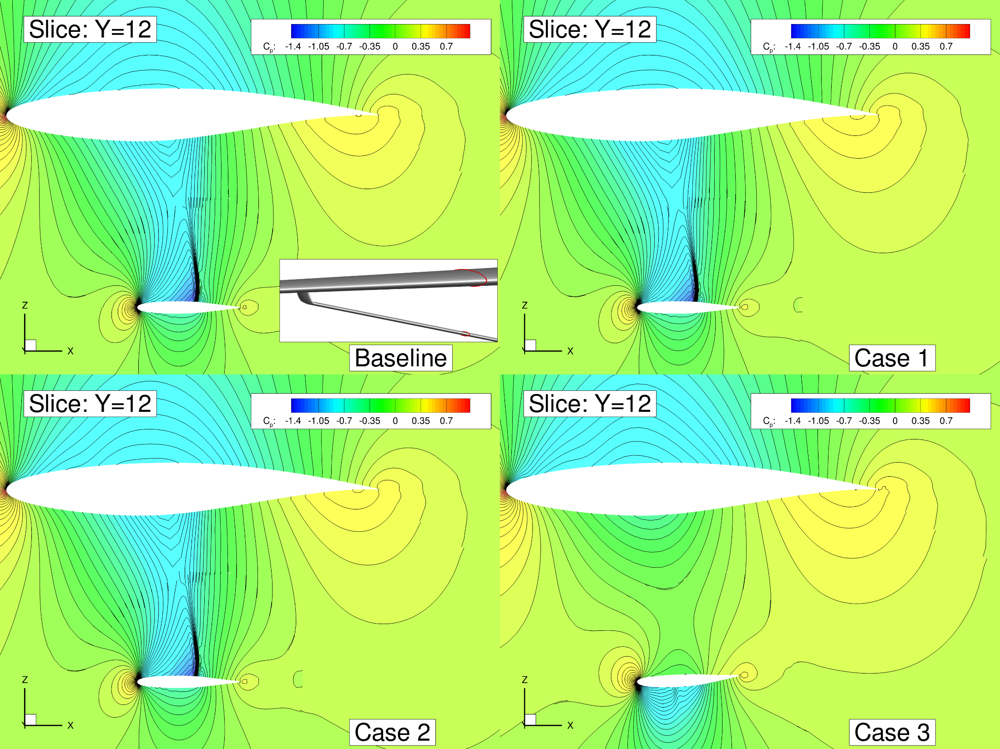 Slice: Y=12
Cp: -1.4 -1.05 -0.7 -0.35 0 0.35 0.7
Z
Y X
Baseline
Slice: Y=12
Cp: -1.4 -1.05 -0.7 -0.35 0 0.35 0.7
Z
Y X
Case 1
Slice: Y=12
Cp: -1.4 -1.05 -0.7 -0.35 0 0.35 0.7
Z
Y X
Case 2
Slice: Y=12
Cp: -1.4 -1.05 -0.7 -0.35 0 0.35 0.7
Z
Y X
Case 3